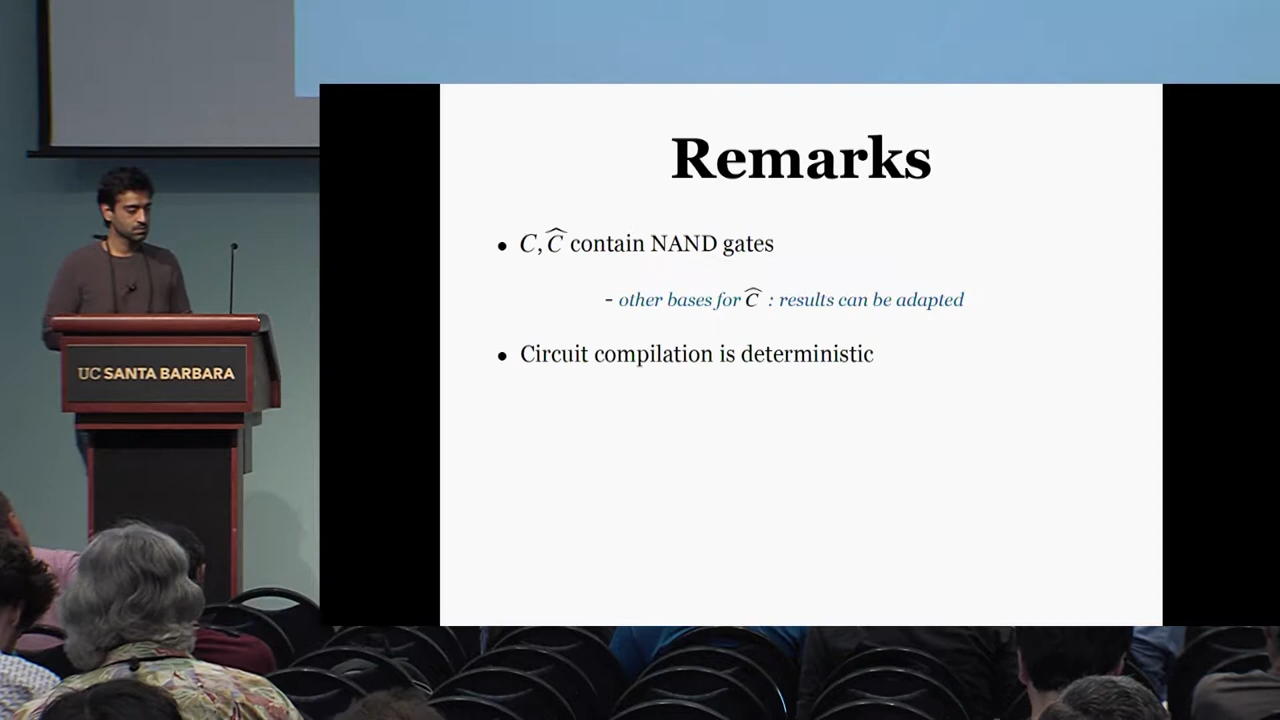 Remarks
• C, Ĉ contain NAND gates
- other bases for Ĉ : results can be adapted
• Circuit compilation is deterministic
UC SANTA BARBARA